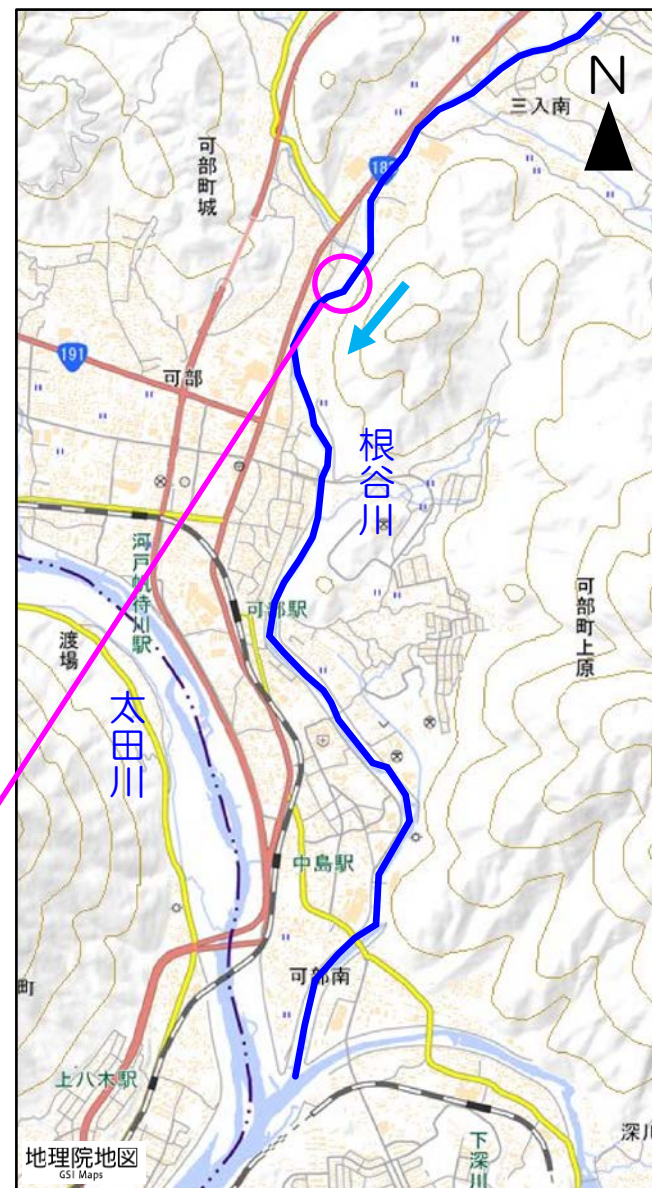 N
三入南
可部町城
183
191
可部
根谷川
河戸帆待川駅
可部駅
可部町上原
渡場
太田川
中島駅
可部南
町
上八木駅
深川
下深川
地理院地図
GSI Maps